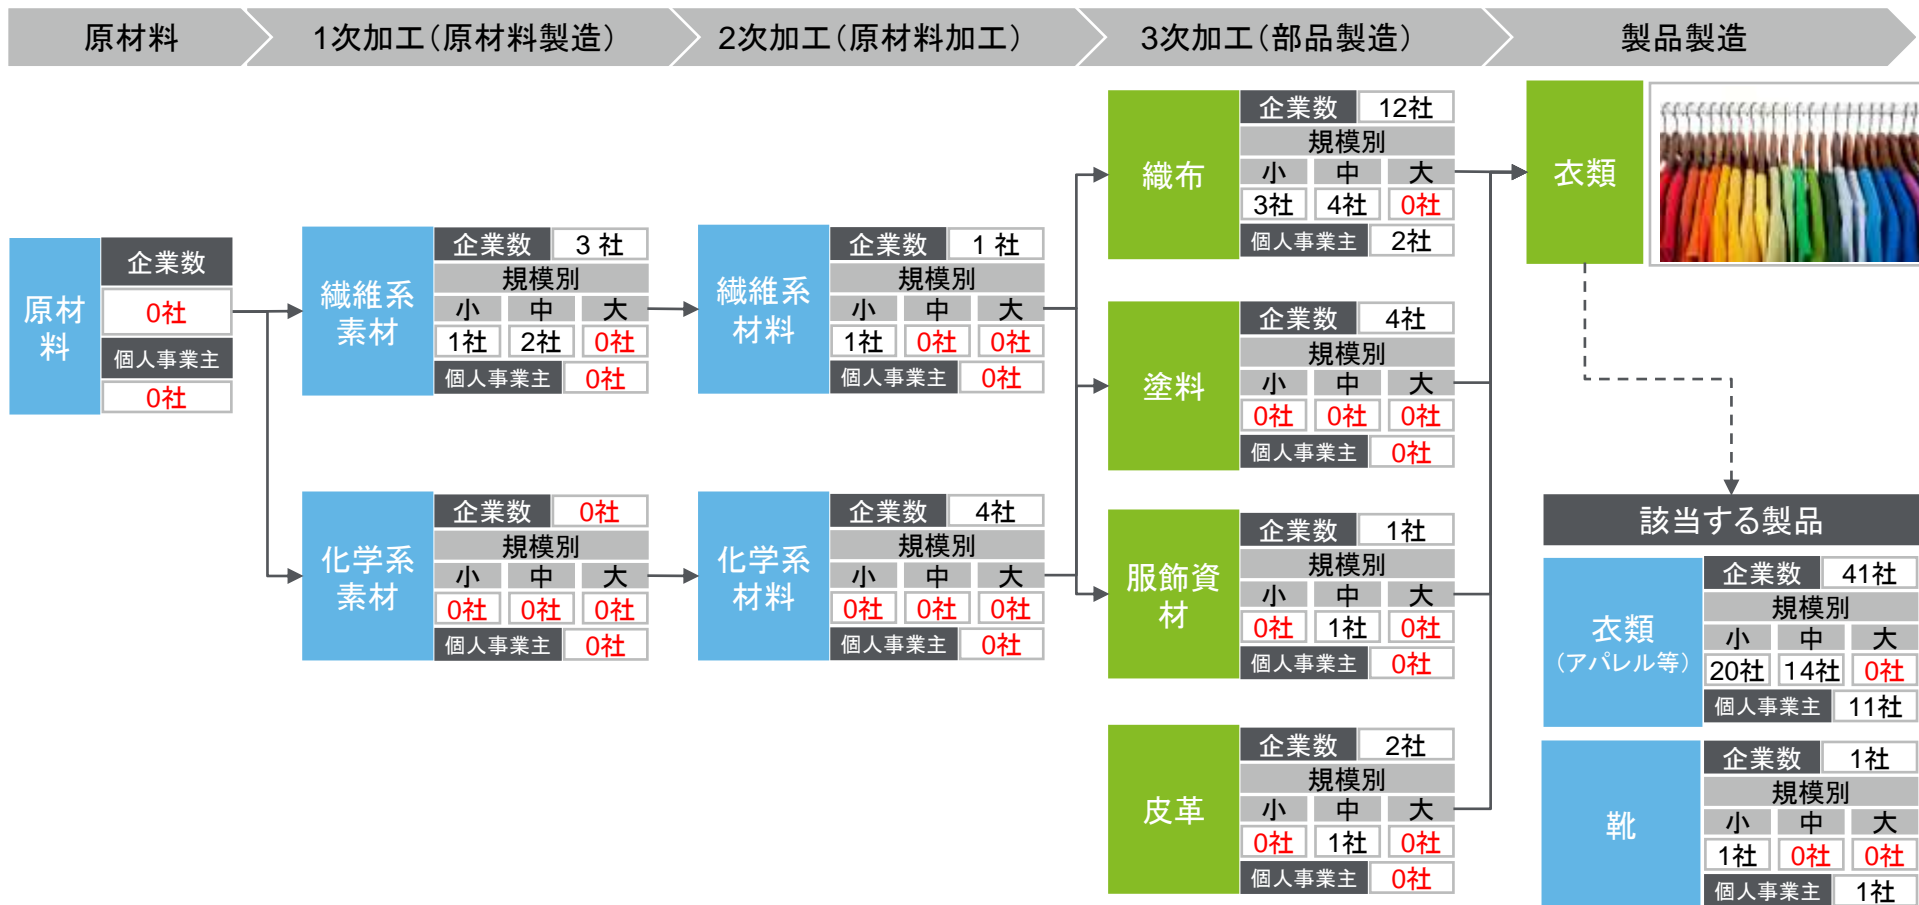 原材料
1次加工(原材料製造)
2次加工(原材料加工)
3次加工(部品製造)
製品製造
原材
料
企業数
0社
個人事業主
0社
繊維系
素材
企業数 3 社
規模別
小 中 大
1社 2社 0社
個人事業主 0社
化学系
素材
企業数 0社
規模別
小 中 大
0社 0社 0社
個人事業主 0社
繊維系
材料
企業数 1 社
規模別
小 中 大
1社 0社 0社
個人事業主 0社
化学系
材料
企業数 4社
規模別
小 中 大
0社 0社 0社
個人事業主 0社
織布
企業数 12社
規模別
小 中 大
3社 4社 0社
個人事業主 2社
塗料
企業数 4社
規模別
小 中 大
0社 0社 0社
個人事業主 0社
服飾資
材
企業数 1社
規模別
小 中 大
0社 1社 0社
個人事業主 0社
皮革
企業数 2社
規模別
小 中 大
0社 1社 0社
個人事業主 0社
衣類
該当する製品
衣類
(アパレル等)
企業数 41社
規模別
小 中 大
20社 14社 0社
個人事業主 11社
靴
企業数 1社
規模別
小 中 大
1社 0社 0社
個人事業主 1社